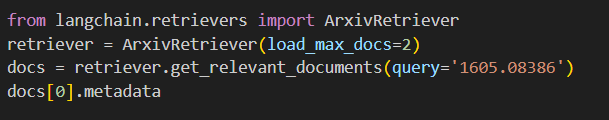 from langchain.retrievers import ArxivRetriever
retriever = ArxivRetriever(load_max_docs=2)
docs = retriever.get_relevant_documents(query='1605.08386')
docs[0].metadata